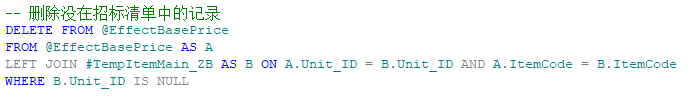 -- 删除没在招标清单中的记录
DELETE FROM @EffectBasePrice
FROM @EffectBasePrice AS A
LEFT JOIN #TempItemMain_ZB AS B ON A.Unit_ID = B.Unit_ID AND A.ItemCode = B.ItemCode
WHERE B.Unit_ID IS NULL